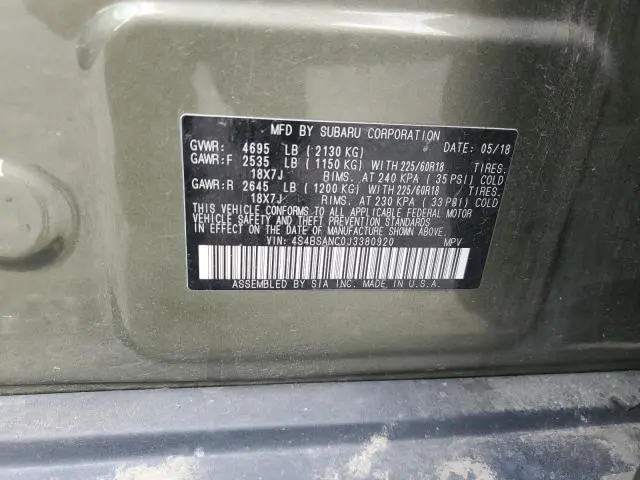 MFD BY SUBARU CORPORATION DATE: 05/18
GVWR: 4695 LB (2130 KG)
GAWR:F 2535 LB (1150 KG) WITH 225/60R18 TIRES.
18X7J RIMS. AT 240 KPA (35 PSI) COLD
GAWR:R 2645 LB (1200 KG) WITH 225/60R18 TIRES.
18X7J RIMS. AT 230 KPA (33 PSI) COLD
THIS VEHICLE CONFORMS TO ALL APPLICABLE FEDERAL MOTOR
VEHICLE SAFETY, BUMPER, AND THEFT PREVENTION STANDARDS
IN EFFECT ON THE DATE OF MANUFACTURE SHOWN ABOVE.
VIN: 4S4BSANC0J3380920 MPV
ASSEMBLED BY SIA INC. MADE IN U.S.A.